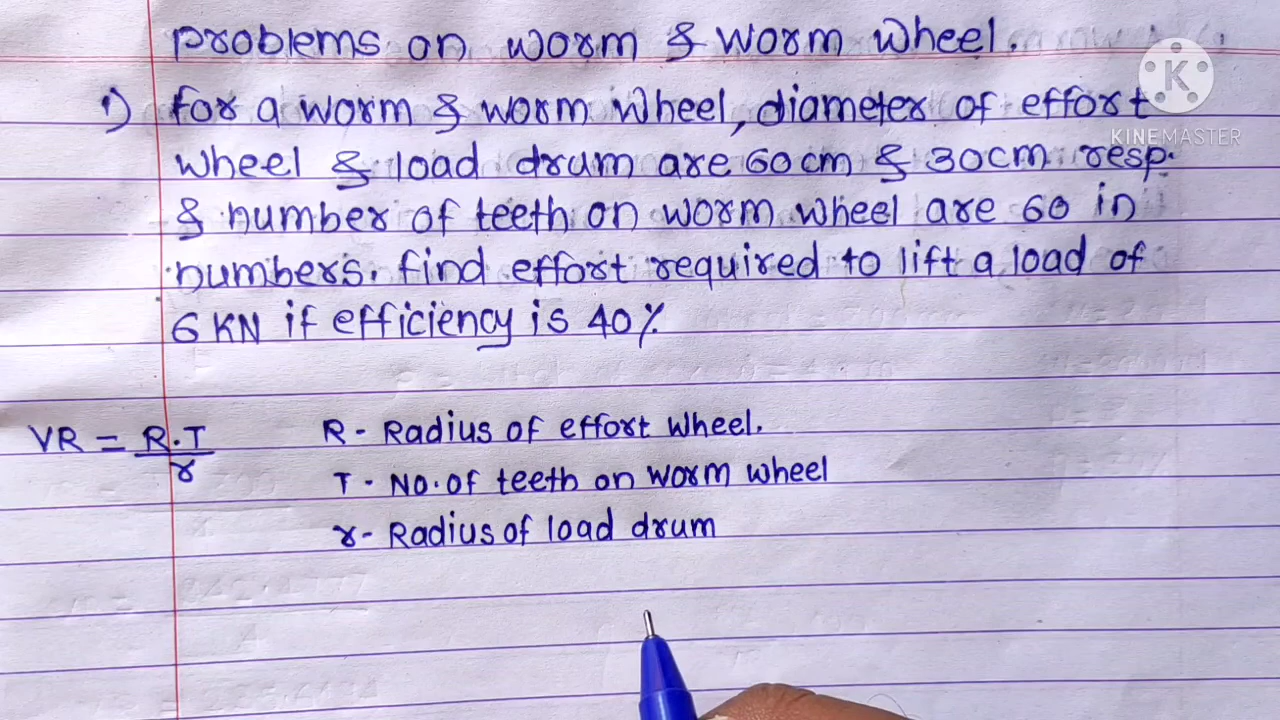 problems on worm & worm wheel.
1) for a worm & worm wheel, diameter of effort
wheel & load drum are 60cm & 30cm resp.
& number of teeth on worm wheel are 60 in
numbers. find effort required to lift a load of
6 KN if efficiency is 40%
VR = R.T / r
R - Radius of effort wheel.
T - No. of teeth on worm wheel
r - Radius of load drum
K
KINEMASTER